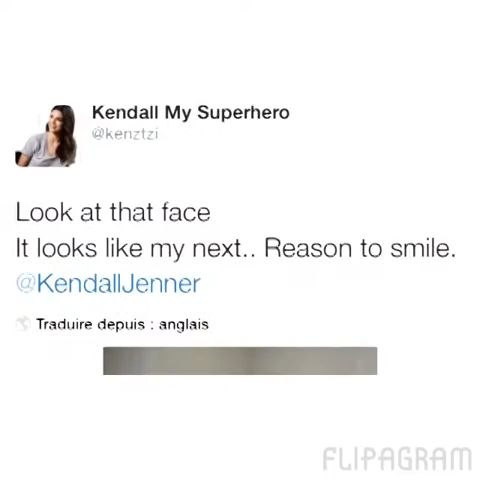 Kendall My Superhero
@kenztzi
Look at that face
It looks like my next.. Reason to smile.
@KendallJenner
Traduire depuis : anglais
FLIPAGRAM